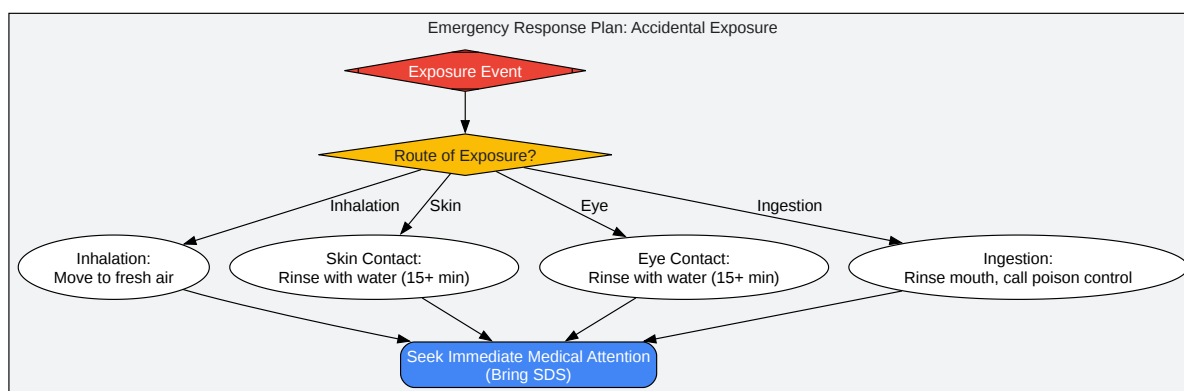 Emergency Response Plan: Accidental Exposure
Exposure Event
Route of Exposure?
Inhalation
Skin
Eye
Ingestion
Inhalation:
Move to fresh air
Skin Contact:
Rinse with water (15+ min)
Eye Contact:
Rinse with water (15+ min)
Ingestion:
Rinse mouth, call poison control
Seek Immediate Medical Attention
(Bring SDS)